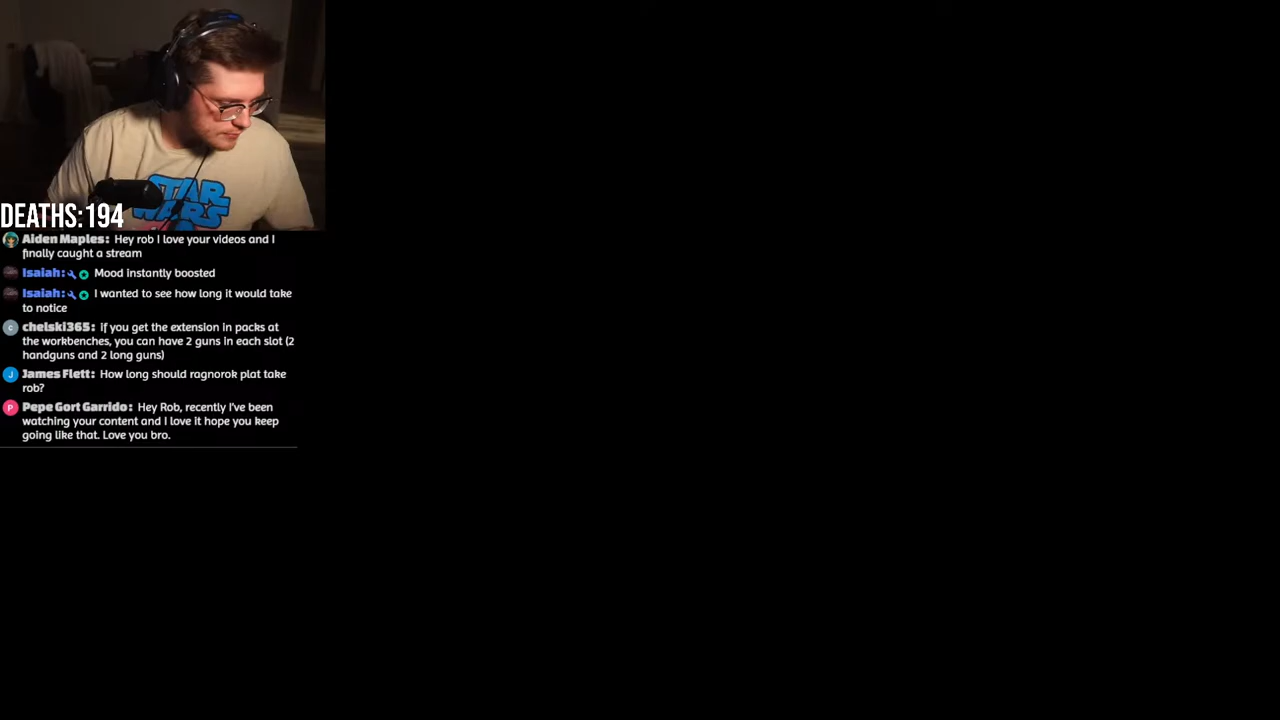 STAR
WARS
DEATHS:194
Aiden Maples: Hey rob I love your videos and I
finally caught a stream
Isaiah: Mood instantly boosted
Isaiah: I wanted to see how long it would take
to notice
chelski365: if you get the extension in packs at
the workbenches, you can have 2 guns in each slot (2
handguns and 2 long guns)
James Flett: How long should ragnorok plat take
rob?
Pepe Gort Garrido: Hey Rob, recently I've been
watching your content and I love it hope you keep
going like that. Love you bro.